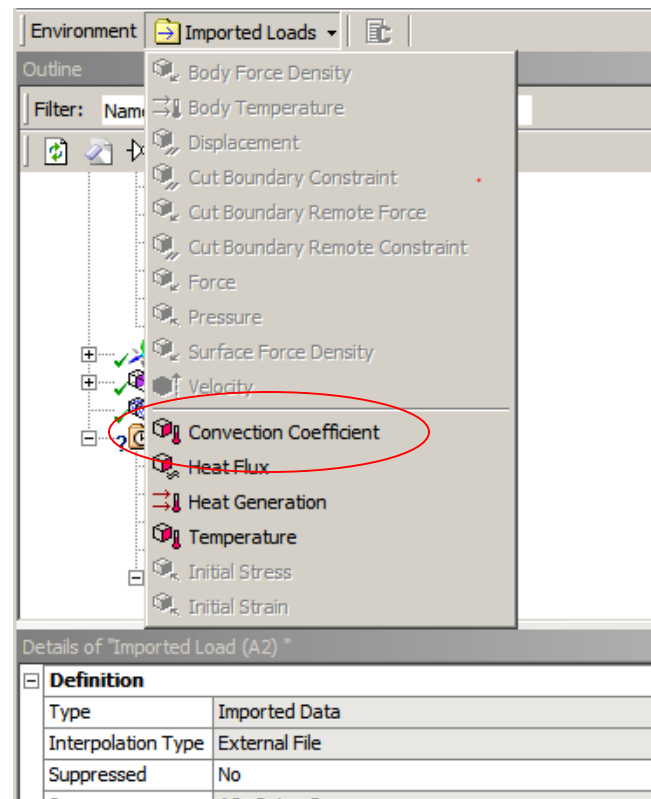 Environment Imported Loads
Outline
Filter: Name
Body Force Density
Body Temperature
Displacement
Cut Boundary Constraint
Cut Boundary Remote Force
Cut Boundary Remote Constraint
Force
Pressure
Surface Force Density
Velocity
Convection Coefficient
Heat Flux
Heat Generation
Temperature
Initial Stress
Initial Strain
Details of "Imported Load (A2) "
Definition
Type Imported Data
Interpolation Type External File
Suppressed No